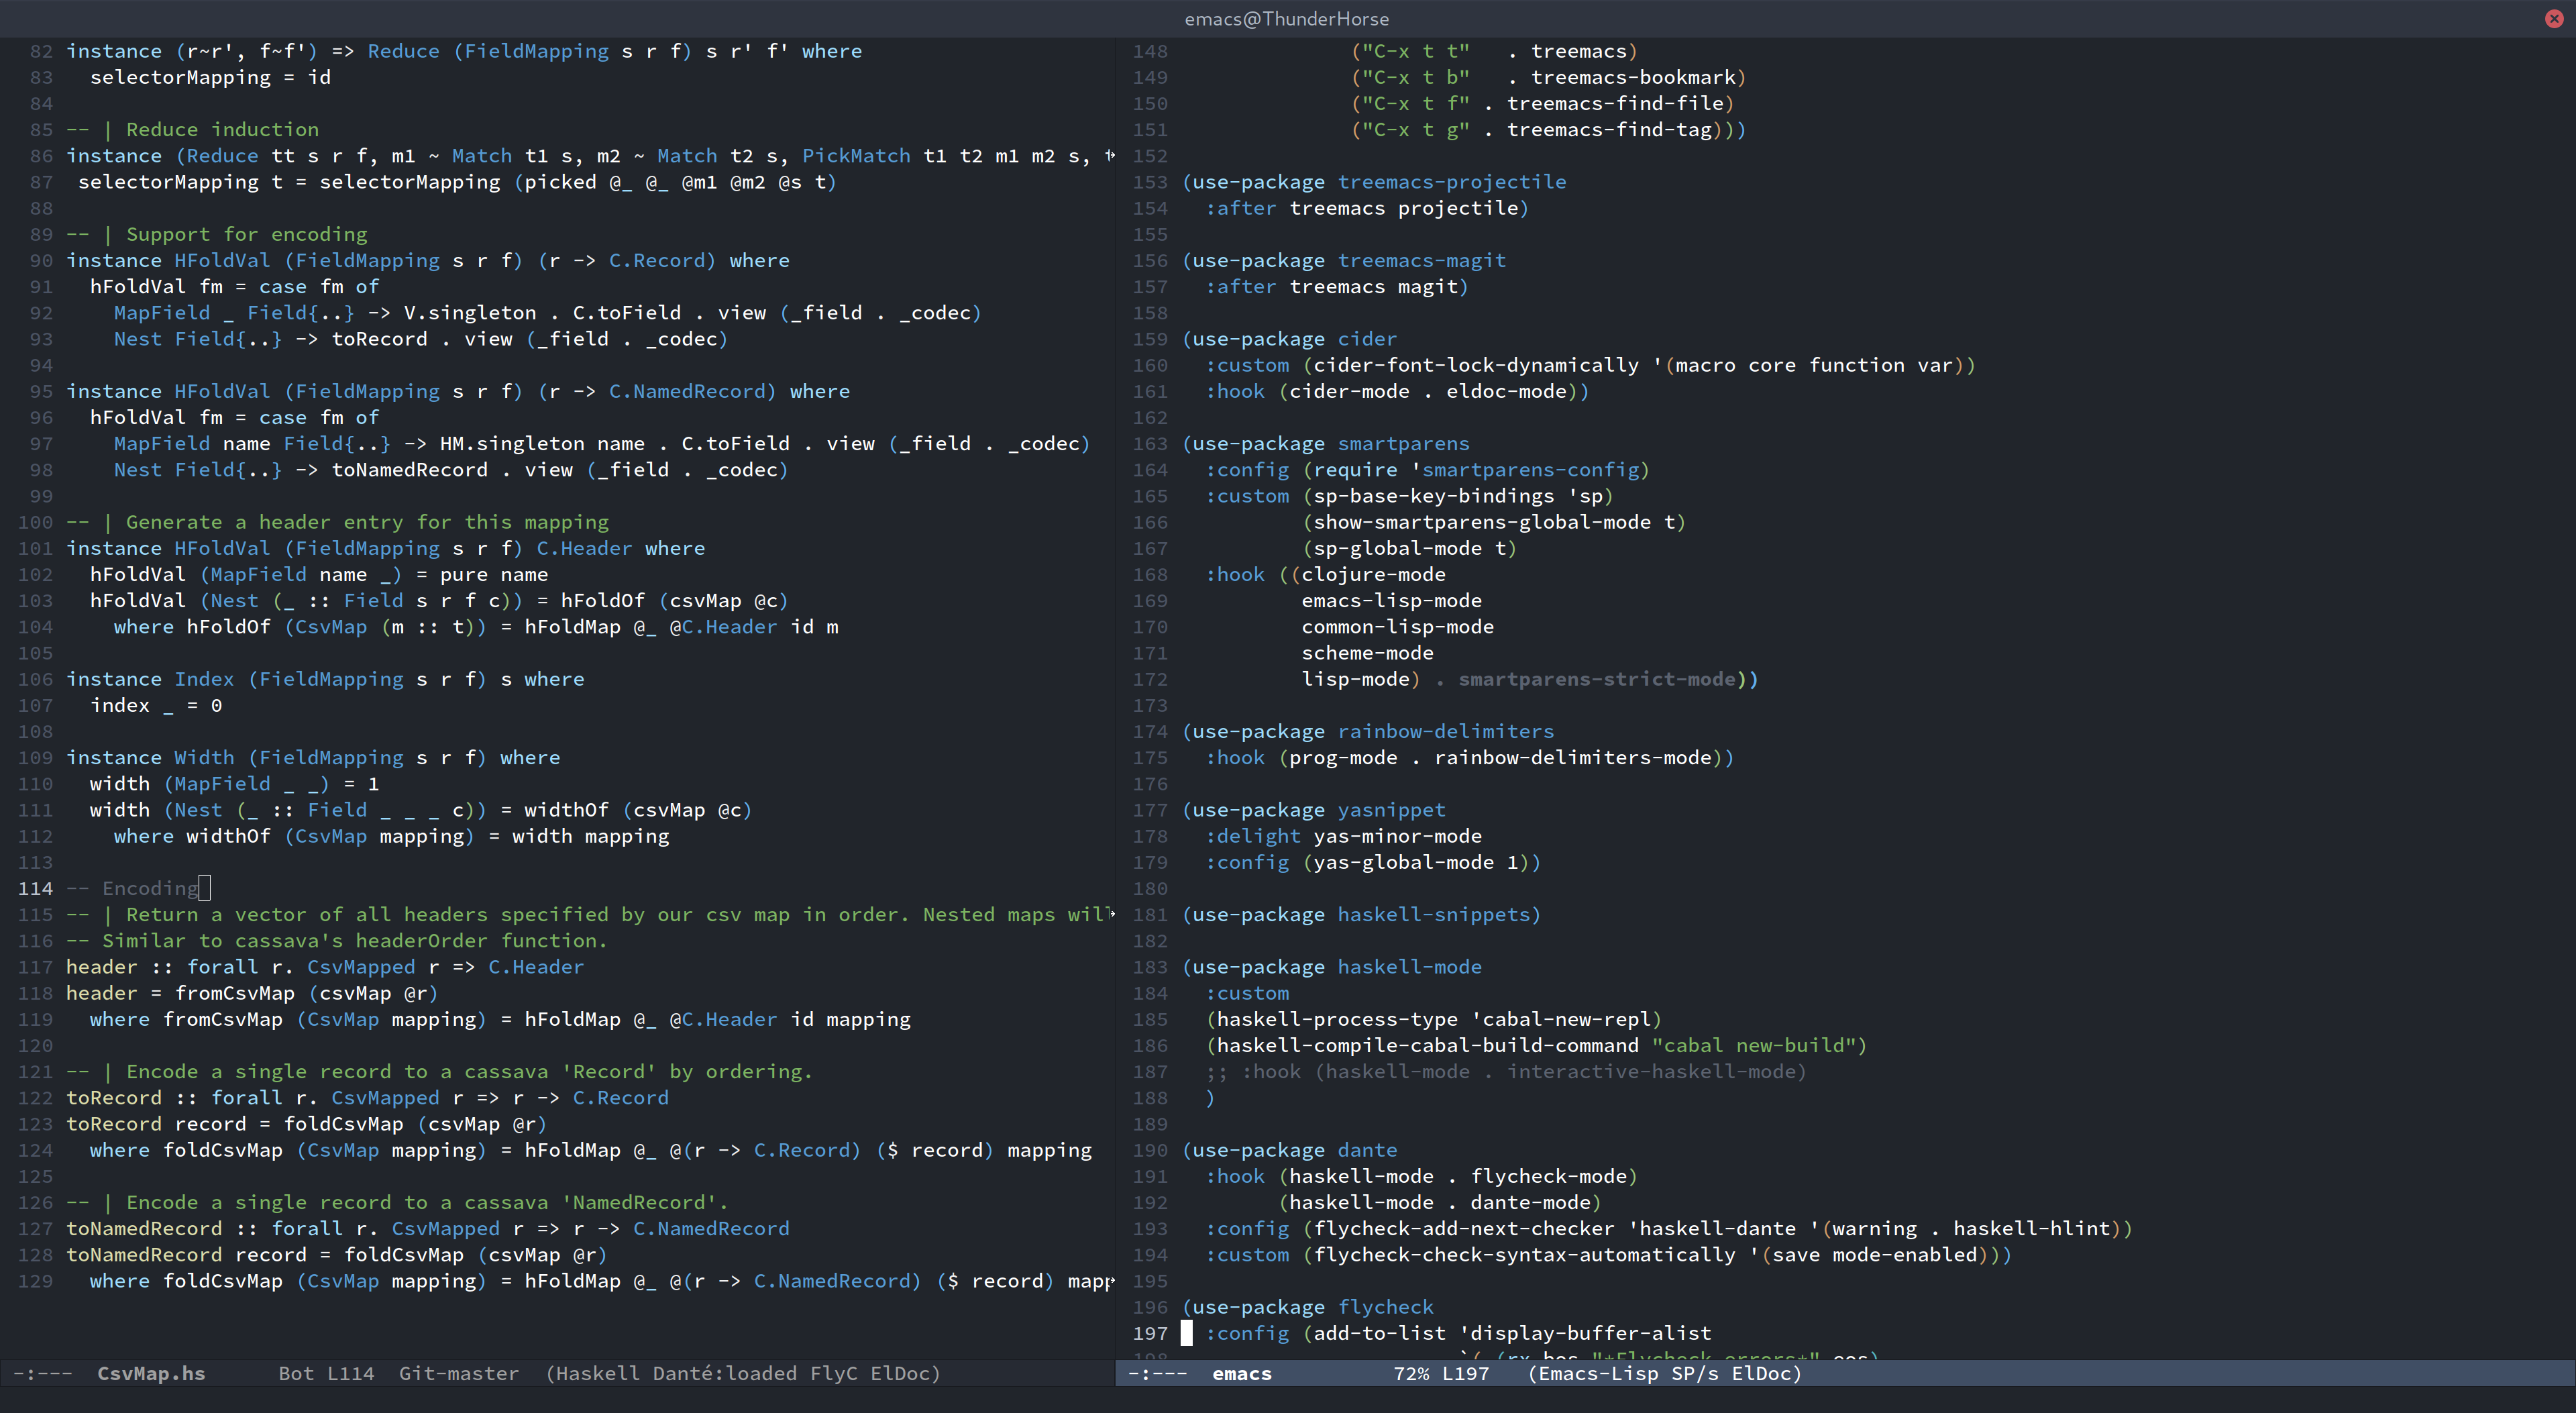 emacs@ThunderHorse
82 instance (r~r', f~f') => Reduce (FieldMapping s r f) s r' f' where
83   selectorMapping = id
84
85 -- | Reduce induction
86 instance (Reduce tt s r f, m1 ~ Match t1 s, m2 ~ Match t2 s, PickMatch t1 t2 m1 m2 s,
87  selectorMapping t = selectorMapping (picked @_ @_ @m1 @m2 @s t)
88
89 -- | Support for encoding
90 instance HFoldVal (FieldMapping s r f) (r -> C.Record) where
91   hFoldVal fm = case fm of
92     MapField _ Field{..} -> V.singleton . C.toField . view (_field . _codec)
93     Nest Field{..} -> toRecord . view (_field . _codec)
94
95 instance HFoldVal (FieldMapping s r f) (r -> C.NamedRecord) where
96   hFoldVal fm = case fm of
97     MapField name Field{..} -> HM.singleton name . C.toField . view (_field . _codec)
98     Nest Field{..} -> toNamedRecord . view (_field . _codec)
99
100 -- | Generate a header entry for this mapping
101 instance HFoldVal (FieldMapping s r f) C.Header where
102   hFoldVal (MapField name _) = pure name
103   hFoldVal (Nest (_ :: Field s r f c)) = hFoldOf (csvMap @c)
104     where hFoldOf (CsvMap (m :: t)) = hFoldMap @_ @C.Header id m
105
106 instance Index (FieldMapping s r f) s where
107   index _ = 0
108
109 instance Width (FieldMapping s r f) where
110   width (MapField _ _) = 1
111   width (Nest (_ :: Field _ _ _ c)) = widthOf (csvMap @c)
112     where widthOf (CsvMap mapping) = width mapping
113
114 -- Encoding
115 -- | Return a vector of all headers specified by our csv map in order. Nested maps wil
116 -- Similar to cassava's headerOrder function.
117 header :: forall r. CsvMapped r => C.Header
118 header = fromCsvMap (csvMap @r)
119   where fromCsvMap (CsvMap mapping) = hFoldMap @_ @C.Header id mapping
120
121 -- | Encode a single record to a cassava 'Record' by ordering.
122 toRecord :: forall r. CsvMapped r => r -> C.Record
123 toRecord record = foldCsvMap (csvMap @r)
124   where foldCsvMap (CsvMap mapping) = hFoldMap @_ @(r -> C.Record) ($ record) mapping
125
126 -- | Encode a single record to a cassava 'NamedRecord'.
127 toNamedRecord :: forall r. CsvMapped r => r -> C.NamedRecord
128 toNamedRecord record = foldCsvMap (csvMap @r)
129   where foldCsvMap (CsvMap mapping) = hFoldMap @_ @(r -> C.NamedRecord) ($ record) map
-:---  CsvMap.hs      Bot L114  Git-master  (Haskell Danté:loaded FlyC ElDoc)
148               ("C-x t t"   . treemacs)
149               ("C-x t b"   . treemacs-bookmark)
150               ("C-x t f" . treemacs-find-file)
151               ("C-x t g" . treemacs-find-tag)))
152
153 (use-package treemacs-projectile
154   :after treemacs projectile)
155
156 (use-package treemacs-magit
157   :after treemacs magit)
158
159 (use-package cider
160   :custom (cider-font-lock-dynamically '(macro core function var))
161   :hook (cider-mode . eldoc-mode))
162
163 (use-package smartparens
164   :config (require 'smartparens-config)
165   :custom (sp-base-key-bindings 'sp)
166           (show-smartparens-global-mode t)
167           (sp-global-mode t)
168   :hook ((clojure-mode
169           emacs-lisp-mode
170           common-lisp-mode
171           scheme-mode
172           lisp-mode) . smartparens-strict-mode))
173
174 (use-package rainbow-delimiters
175   :hook (prog-mode . rainbow-delimiters-mode))
176
177 (use-package yasnippet
178   :delight yas-minor-mode
179   :config (yas-global-mode 1))
180
181 (use-package haskell-snippets)
182
183 (use-package haskell-mode
184   :custom
185   (haskell-process-type 'cabal-new-repl)
186   (haskell-compile-cabal-build-command "cabal new-build")
187   ;; :hook (haskell-mode . interactive-haskell-mode)
188   )
189
190 (use-package dante
191   :hook (haskell-mode . flycheck-mode)
192         (haskell-mode . dante-mode)
193   :config (flycheck-add-next-checker 'haskell-dante '(warning . haskell-hlint))
194   :custom (flycheck-check-syntax-automatically '(save mode-enabled)))
195
196 (use-package flycheck
197   :config (add-to-list 'display-buffer-alist
198                        `( (rx bos "*Flycheck errors*" eos)
-:---  emacs          72% L197   (Emacs-Lisp SP/s ElDoc)